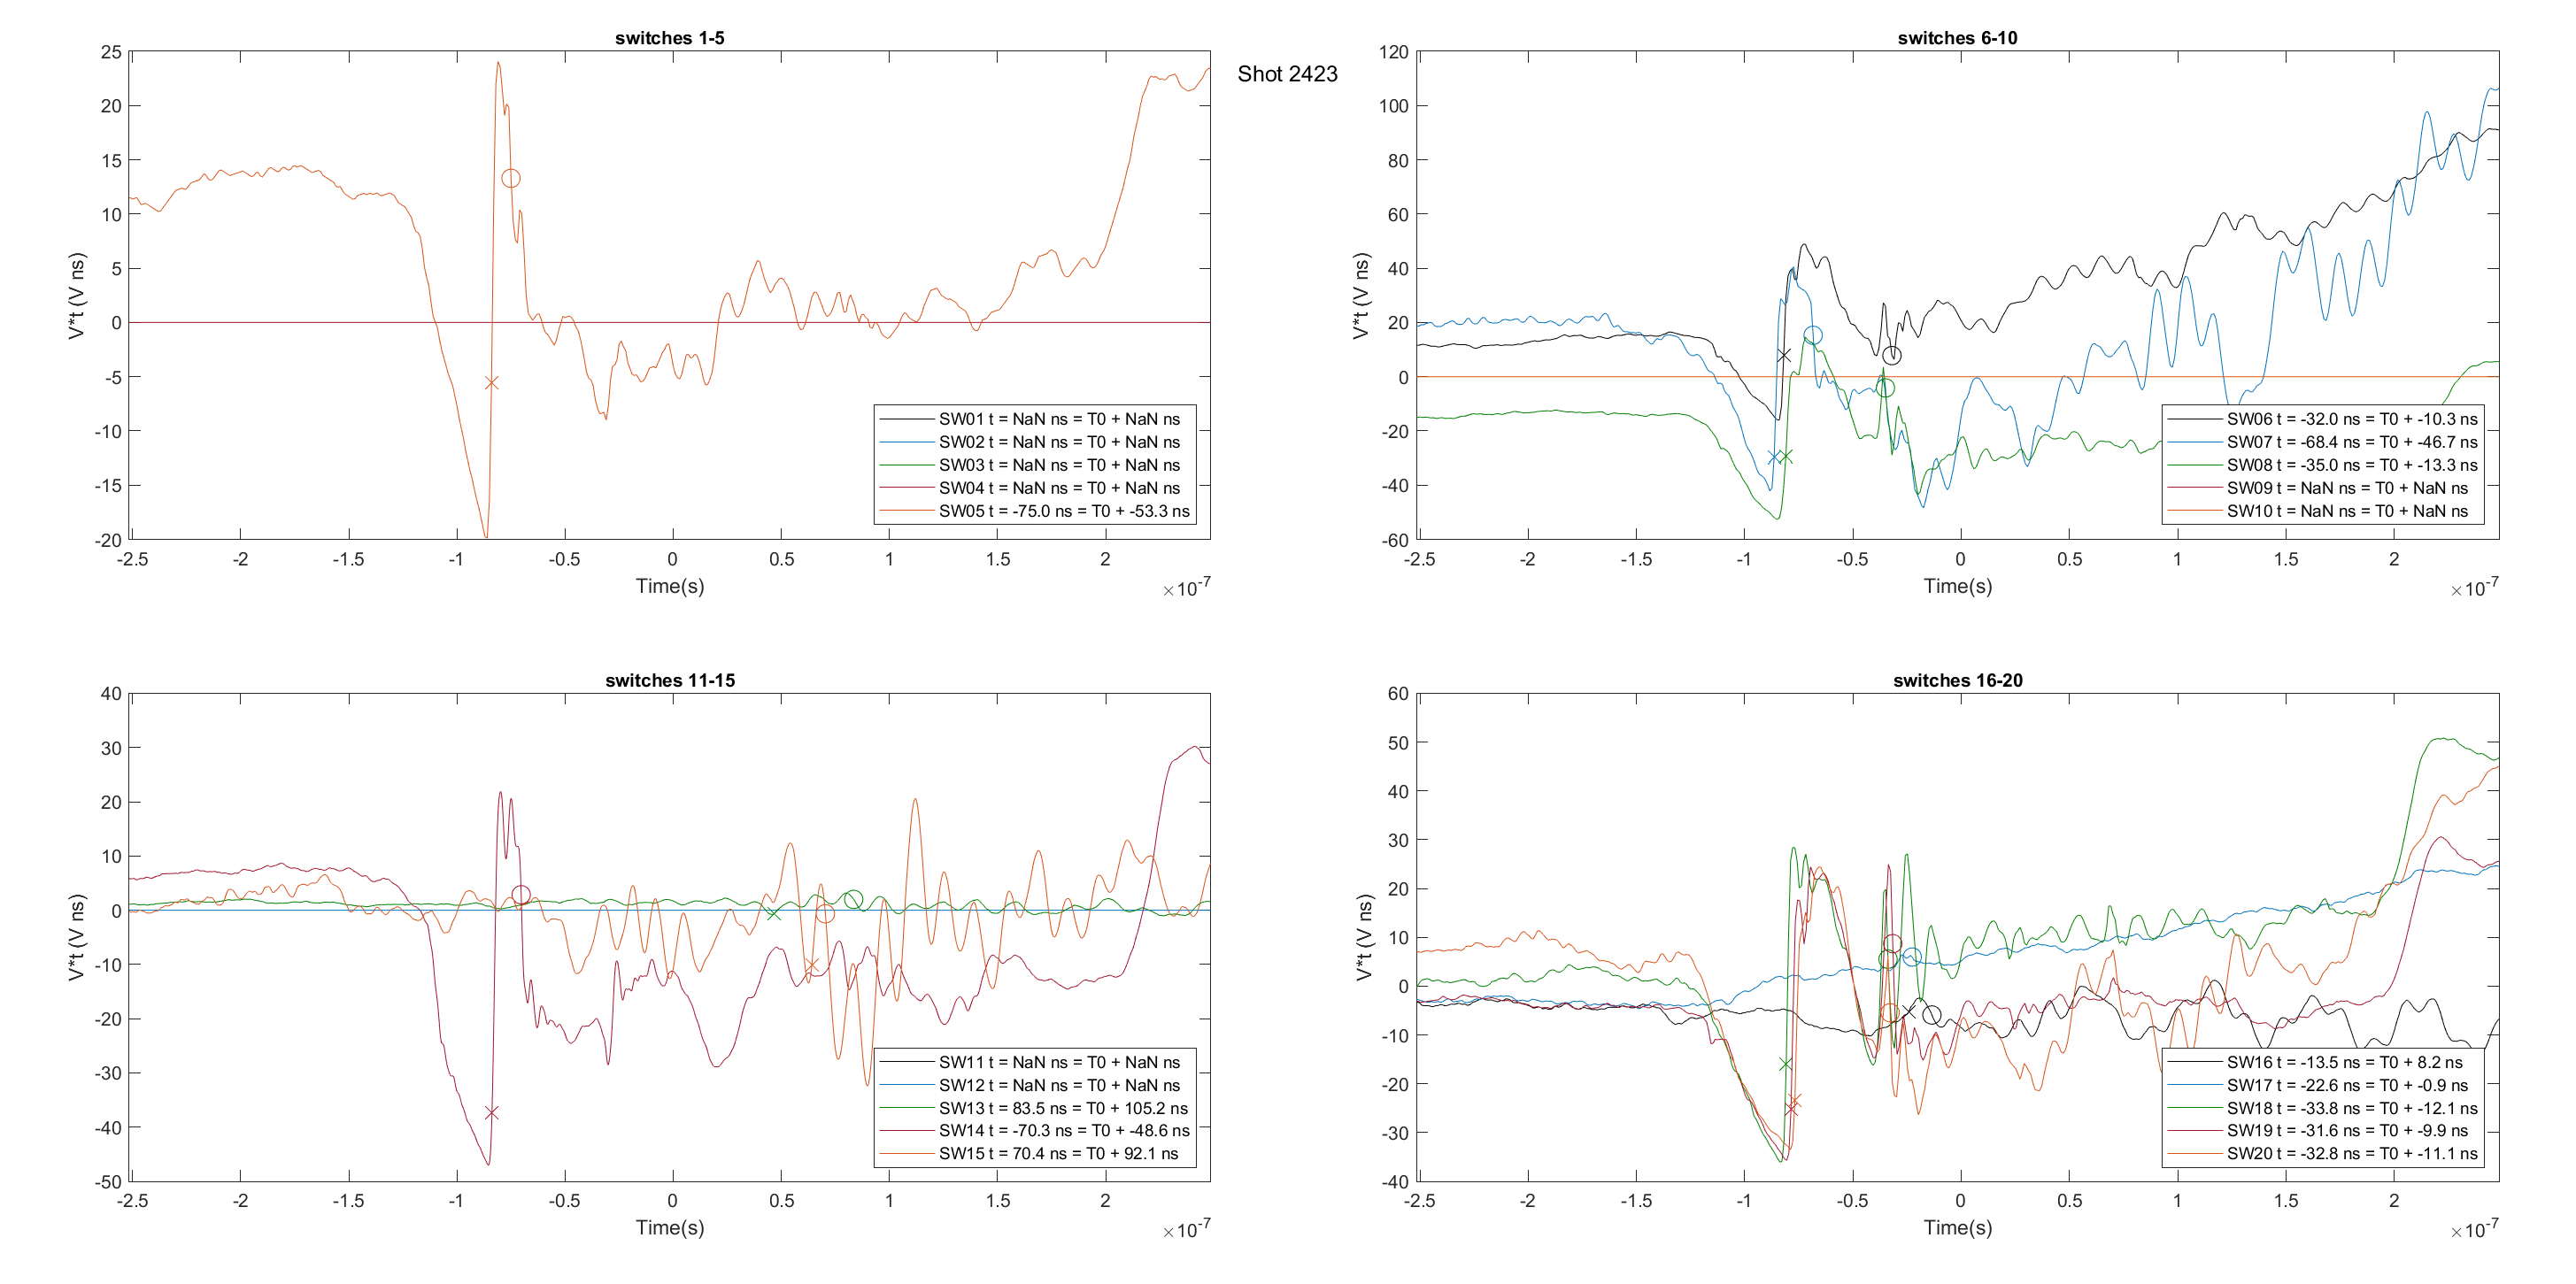 Shot 2423
switches 1-5
V*t (V ns)
25
20
15
10
5
0
-5
-10
-15
-20
-2.5 -2 -1.5 -1 -0.5 0 0.5 1 1.5 2
Time(s)
×10-7
SW01 t = NaN ns = T0 + NaN ns
SW02 t = NaN ns = T0 + NaN ns
SW03 t = NaN ns = T0 + NaN ns
SW04 t = NaN ns = T0 + NaN ns
SW05 t = -75.0 ns = T0 + -53.3 ns
switches 6-10
V*t (V ns)
120
100
80
60
40
20
0
-20
-40
-60
-2.5 -2 -1.5 -1 -0.5 0 0.5 1 1.5 2
Time(s)
×10-7
SW06 t = -32.0 ns = T0 + -10.3 ns
SW07 t = -68.4 ns = T0 + -46.7 ns
SW08 t = -35.0 ns = T0 + -13.3 ns
SW09 t = NaN ns = T0 + NaN ns
SW10 t = NaN ns = T0 + NaN ns
switches 11-15
V*t (V ns)
40
30
20
10
0
-10
-20
-30
-40
-50
-2.5 -2 -1.5 -1 -0.5 0 0.5 1 1.5 2
Time(s)
×10-7
SW11 t = NaN ns = T0 + NaN ns
SW12 t = NaN ns = T0 + NaN ns
SW13 t = 83.5 ns = T0 + 105.2 ns
SW14 t = -70.3 ns = T0 + -48.6 ns
SW15 t = 70.4 ns = T0 + 92.1 ns
switches 16-20
V*t (V ns)
60
50
40
30
20
10
0
-10
-20
-30
-40
-2.5 -2 -1.5 -1 -0.5 0 0.5 1 1.5 2
Time(s)
×10-7
SW16 t = -13.5 ns = T0 + 8.2 ns
SW17 t = -22.6 ns = T0 + -0.9 ns
SW18 t = -33.8 ns = T0 + -12.1 ns
SW19 t = -31.6 ns = T0 + -9.9 ns
SW20 t = -32.8 ns = T0 + -11.1 ns